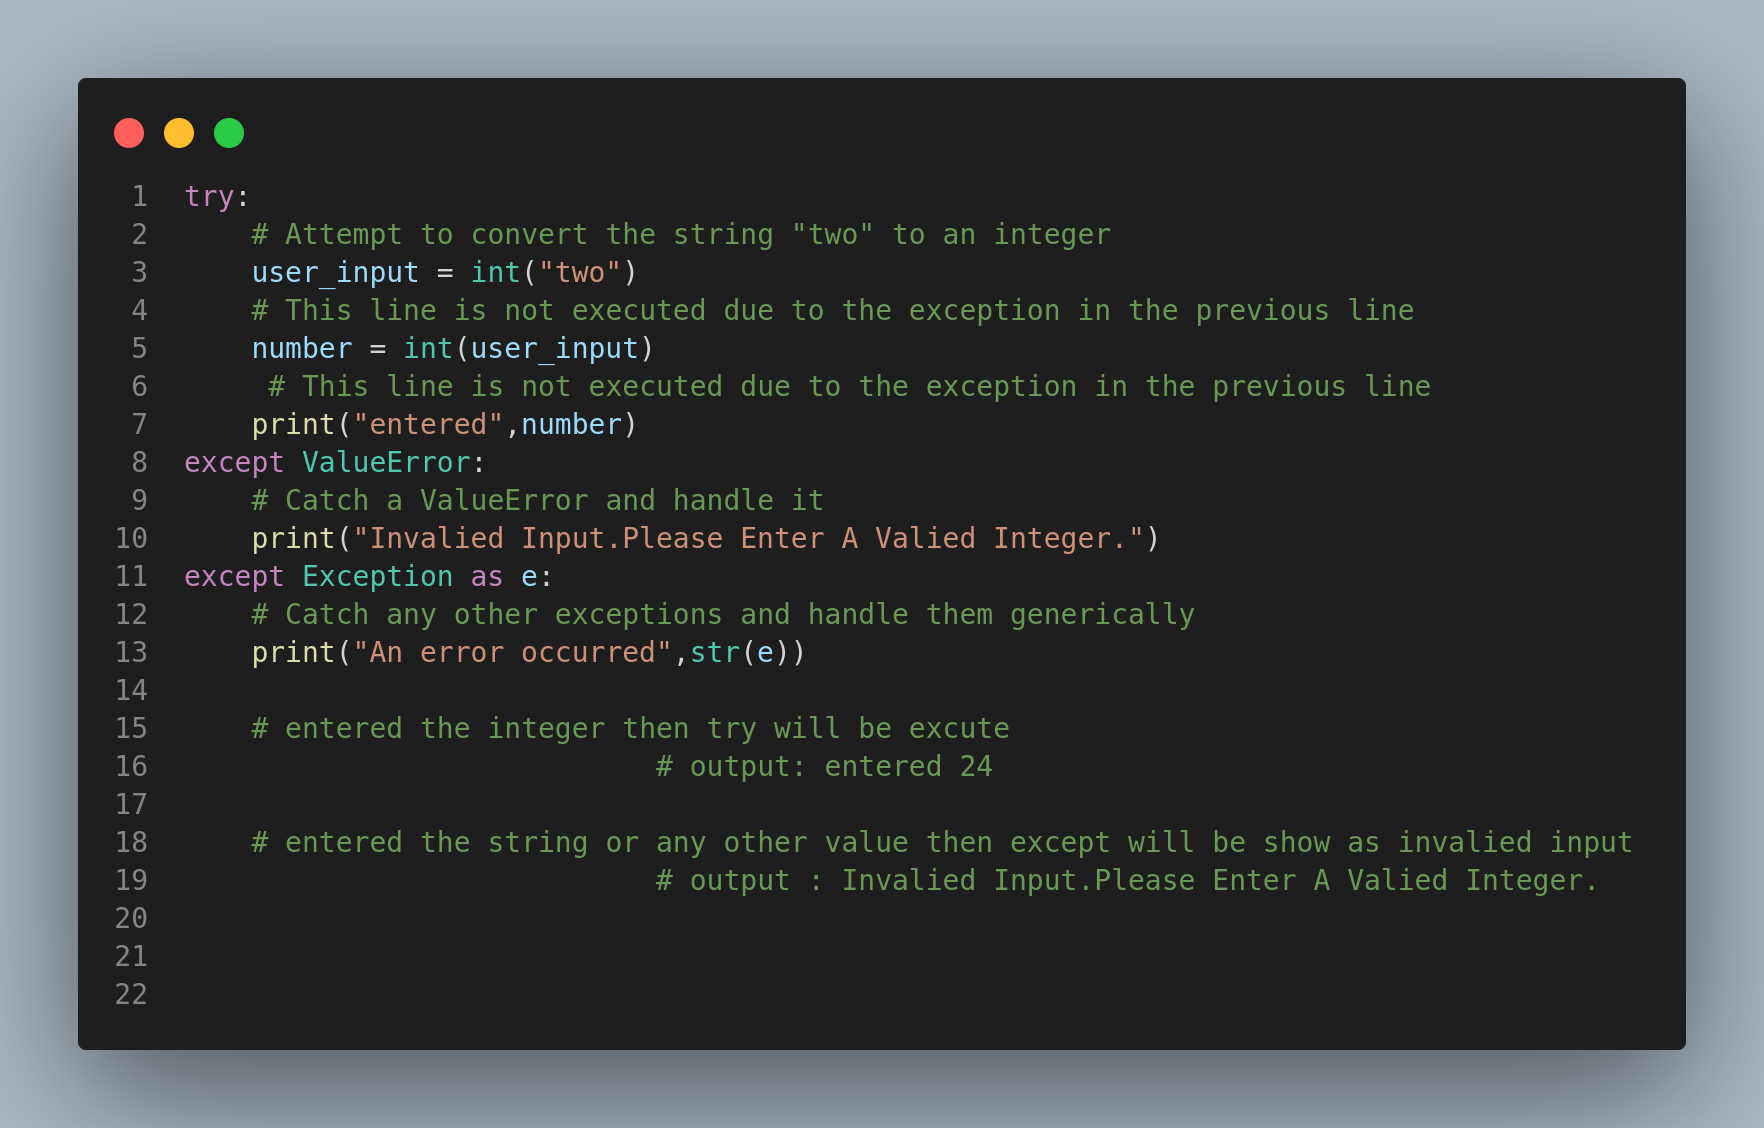 1 try:
2     # Attempt to convert the string "two" to an integer
3     user_input = int("two")
4     # This line is not executed due to the exception in the previous line
5     number = int(user_input)
6      # This line is not executed due to the exception in the previous line
7     print("entered",number)
8 except ValueError:
9     # Catch a ValueError and handle it
10     print("Invalied Input.Please Enter A Valied Integer.")
11 except Exception as e:
12     # Catch any other exceptions and handle them generically
13     print("An error occurred",str(e))
14
15     # entered the integer then try will be excute
16                             # output: entered 24
17
18     # entered the string or any other value then except will be show as invalied input
19                             # output : Invalied Input.Please Enter A Valied Integer.
20
21
22